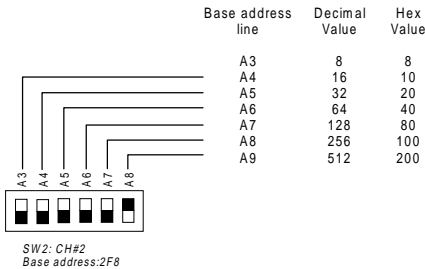 Base address line Decimal Value Hex Value
A3 8 8
A4 16 10
A5 32 20
A6 64 40
A7 128 80
A8 256 100
A9 512 200
A3 A4 A5 A6 A7 A8
SW2: CH#2
Base address:2F8